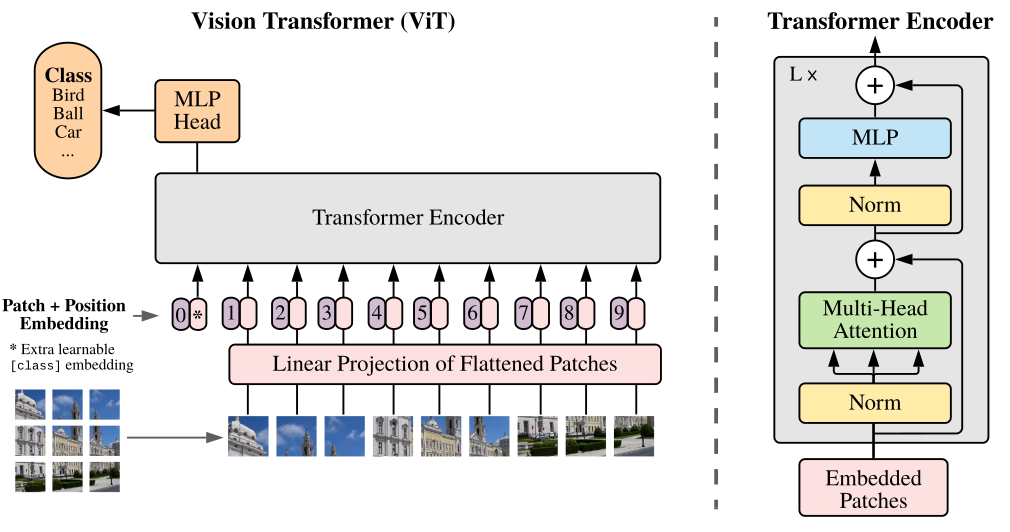 Vision Transformer (ViT)
Class
Bird
Ball
Car
...
MLP
Head
Transformer Encoder
Patch + Position
Embedding
* Extra learnable
[class] embedding
0 *
1
2
3
4
5
6
7
8
9
Linear Projection of Flattened Patches
Transformer Encoder
L ×
+
MLP
Norm
+
Multi-Head
Attention
Norm
Embedded
Patches